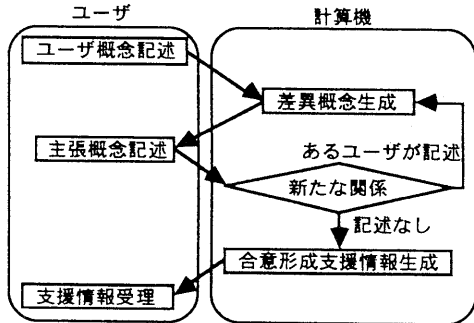 ユーザ
計算機
ユーザ概念記述
差異概念生成
主張概念記述
あるユーザが記述
新たな関係
記述なし
合意形成支援情報生成
支援情報受理